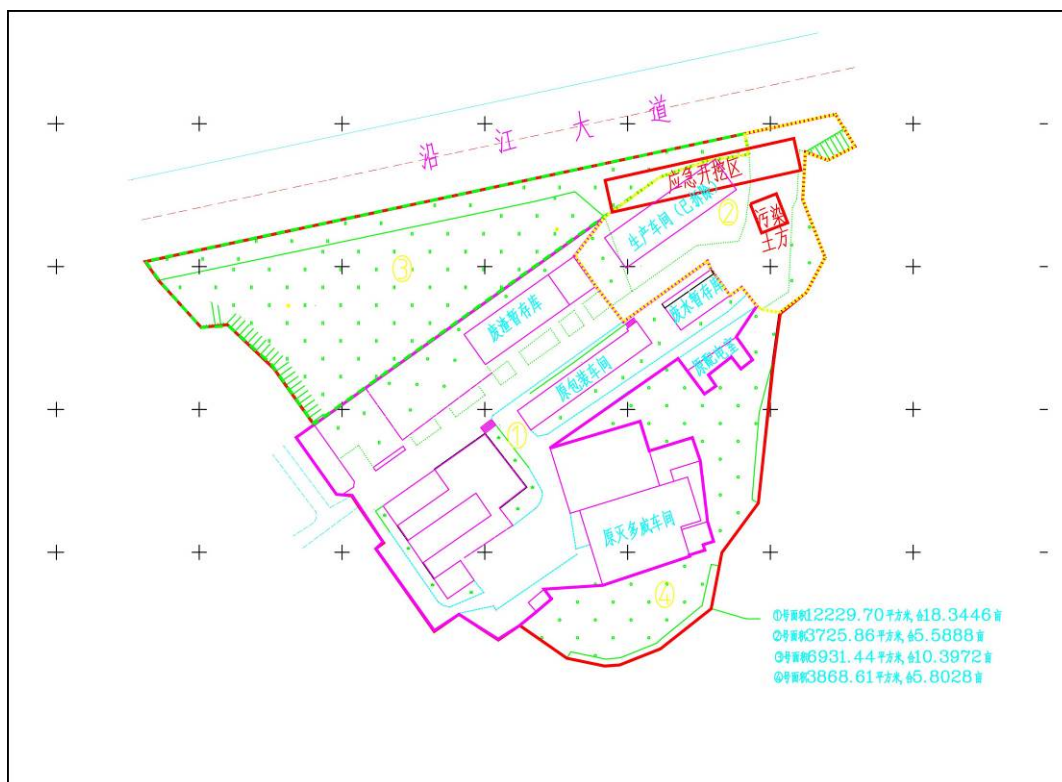 沿江大道
应急开挖区
生产车间（已拆除）
②
污染
土方
③
废渣暂存库
废水暂存库
原包装车间
原配电室
①
原灭多威车间
④
①号面积12229.70平方米,合18.3446亩
②号面积3725.86平方米,合5.5888亩
③号面积6931.44平方米,合10.3972亩
④号面积3868.61平方米,合5.8028亩